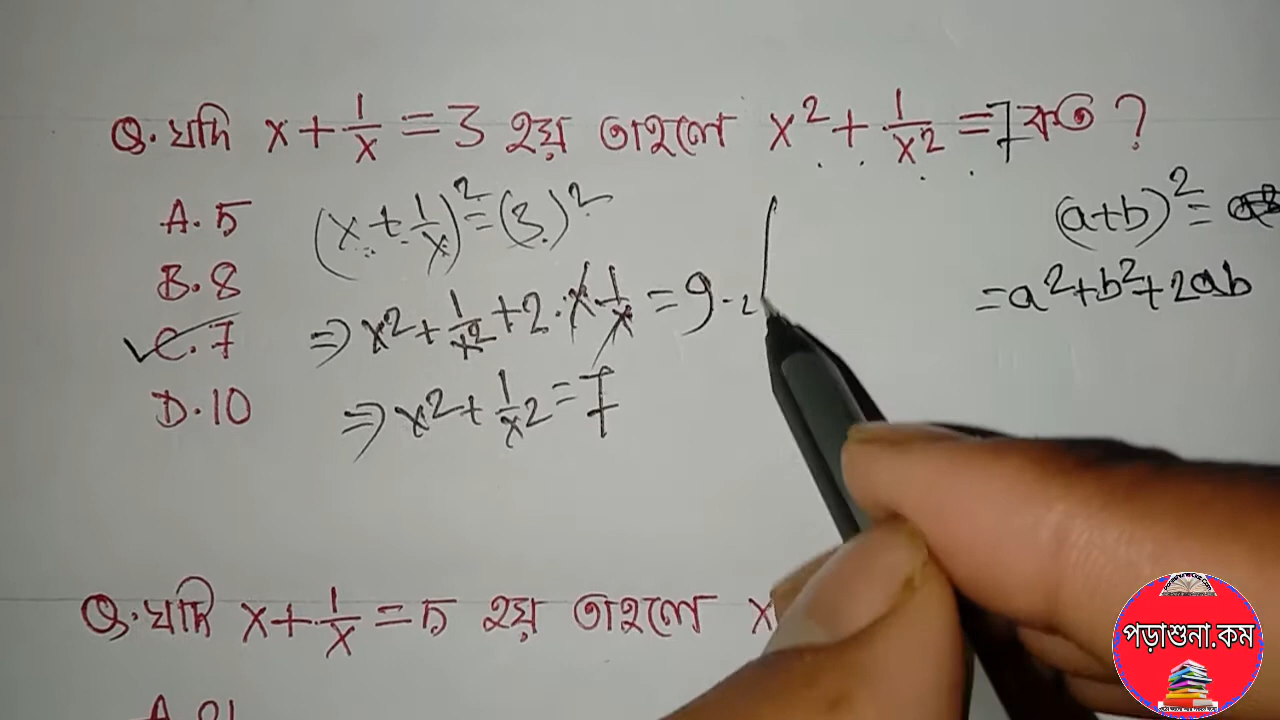 Q. যদি x + 1/x = 3 হয় তাহলে x² + 1/x² = 7 কত ?
A. 5
B. 8
C. 7
D. 10
(x + 1/x)² = (3)²
⇒ x² + 1/x² + 2 · x · 1/x = 9 - 2
⇒ x² + 1/x² = 7
(a+b)² =
= a² + b² + 2ab
Q. যদি x + 1/x = 5 হয় তাহলে x
পড়াশুনা.কম